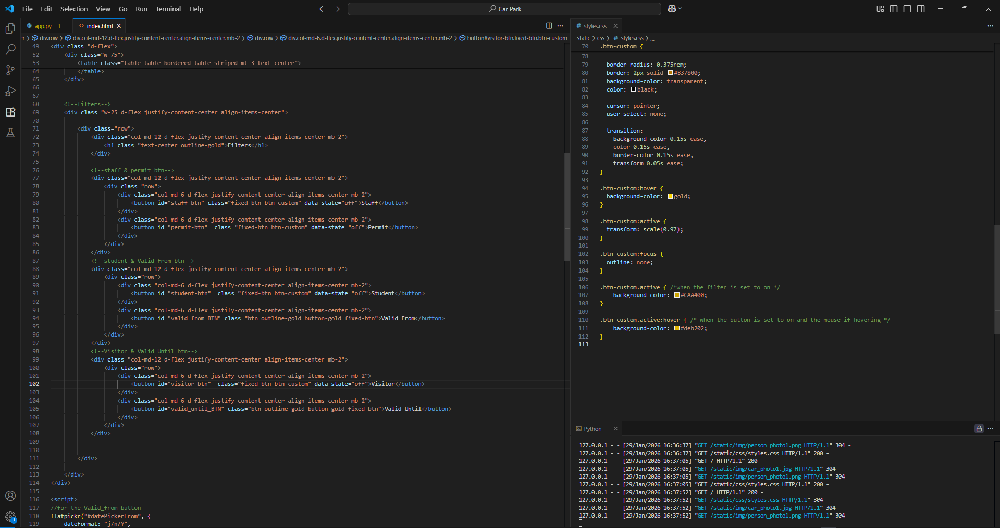 File Edit Selection View Go Run Terminal Help
Car Park
app.py 1
index.html
er > div.row > div.col-md-12.d-flex.justify-content-center.align-items-center.mb-2 > div.row > div.col-md-6.d-flex.justify-content-center.align-items-center.mb-2 > button#visitor-btn.fixed-btn.btn-custom
49 <div class="d-flex">
52 <div class="w-75">
53 <table class="table table-bordered table-striped mt-3 text-center">
64 </table>
65 </div>
66
67
68 <!--filters-->
69 <div class="w-25 d-flex justify-content-center align-items-center">
70
71 <div class="row">
72 <div class="col-md-12 d-flex justify-content-center align-items-center mb-2">
73 <h1 class="text-center outline-gold">Filters</h1>
74 </div>
75
76 <!--staff & permit btn-->
77 <div class="col-md-12 d-flex justify-content-center align-items-center mb-2">
78 <div class="row">
79 <div class="col-md-6 d-flex justify-content-center align-items-center mb-2">
80 <button id="staff-btn" class="fixed-btn btn-custom" data-state="off">Staff</button>
81 </div>
82 <div class="col-md-6 d-flex justify-content-center align-items-center mb-2">
83 <button id="permit-btn"  class="fixed-btn btn-custom" data-state="off">Permit</button>
84 </div>
85 </div>
86 </div>
87 <!--student & Valid From btn-->
88 <div class="col-md-12 d-flex justify-content-center align-items-center mb-2">
89 <div class="row">
90 <div class="col-md-6 d-flex justify-content-center align-items-center mb-2">
91 <button id="student-btn"  class="fixed-btn btn-custom" data-state="off">Student</button>
92 </div>
93 <div class="col-md-6 d-flex justify-content-center align-items-center mb-2">
94 <button id="valid_from_BTN" class="btn outline-gold button-gold fixed-btn">Valid From</button>
95 </div>
96 </div>
97 </div>
98 <!--Visitor & Valid Until btn-->
99 <div class="col-md-12 d-flex justify-content-center align-items-center mb-2">
100 <div class="row">
101 <div class="col-md-6 d-flex justify-content-center align-items-center mb-2">
102 <button id="visitor-btn"  class="fixed-btn btn-custom" data-state="off">Visitor</button>
103 </div>
104 <div class="col-md-6 d-flex justify-content-center align-items-center mb-2">
105 <button id="valid_until_BTN" class="btn outline-gold button-gold fixed-btn">Valid Until</button>
106 </div>
107 </div>
108 </div>
109
110
111 </div>
112
113 </div>
114 </div>
115
116 <script>
117 //for the Valid_from button
118 flatpickr("#datePickerFrom", {
119 dateFormat: "j/n/Y",
# styles.css
static > css > # styles.css > ...
70 .btn-custom {
78
79 border-radius: 0.375rem;
80 border: 2px solid #B37800;
81 background-color: transparent;
82 color: black;
83
84 cursor: pointer;
85 user-select: none;
86
87 transition:
88 background-color 0.15s ease,
89 color 0.15s ease,
90 border-color 0.15s ease,
91 transform 0.05s ease;
92 }
93
94 .btn-custom:hover {
95 background-color: gold;
96 }
97
98 .btn-custom:active {
99 transform: scale(0.97);
100 }
101
102 .btn-custom:focus {
103 outline: none;
104 }
105
106 .btn-custom.active { /*when the filter is set to on */
107 background-color: #CAA400;
108 }
109
110 .btn-custom.active:hover { /* when the button is set to on and the mouse if hovering */
111 background-color: #deb202;
112 }
113
Python
127.0.0.1 - - [29/Jan/2026 16:36:37] "GET /static/img/person_photo1.png HTTP/1.1" 304 -
127.0.0.1 - - [29/Jan/2026 16:36:37] "GET /static/css/styles.css HTTP/1.1" 200 -
127.0.0.1 - - [29/Jan/2026 16:37:05] "GET / HTTP/1.1" 200 -
127.0.0.1 - - [29/Jan/2026 16:37:05] "GET /static/img/car_photo1.jpg HTTP/1.1" 304 -
127.0.0.1 - - [29/Jan/2026 16:37:05] "GET /static/img/person_photo1.png HTTP/1.1" 304 -
127.0.0.1 - - [29/Jan/2026 16:37:05] "GET /static/css/styles.css HTTP/1.1" 200 -
127.0.0.1 - - [29/Jan/2026 16:37:52] "GET / HTTP/1.1" 200 -
127.0.0.1 - - [29/Jan/2026 16:37:52] "GET /static/css/styles.css HTTP/1.1" 304 -
127.0.0.1 - - [29/Jan/2026 16:37:52] "GET /static/img/car_photo1.jpg HTTP/1.1" 304 -
127.0.0.1 - - [29/Jan/2026 16:37:52] "GET /static/img/person_photo1.png HTTP/1.1" 304 -
1